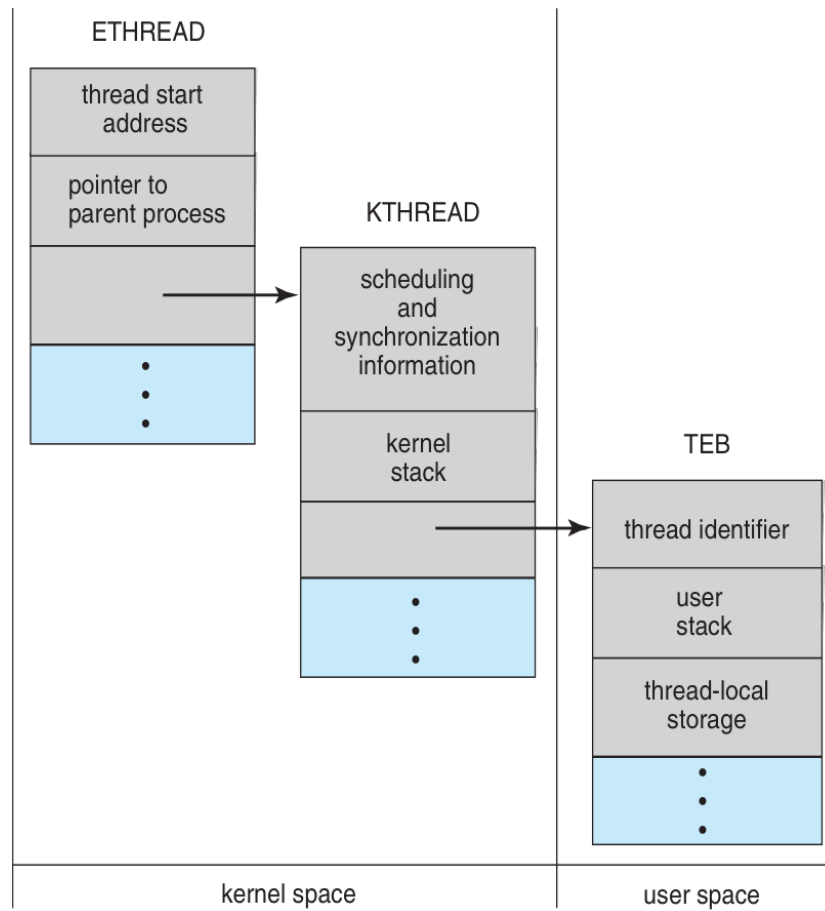 ETHREAD
thread start
address
pointer to
parent process
KTHREAD
scheduling
and
synchronization
information
kernel
stack
TEB
thread identifier
user
stack
thread-local
storage
kernel space
user space